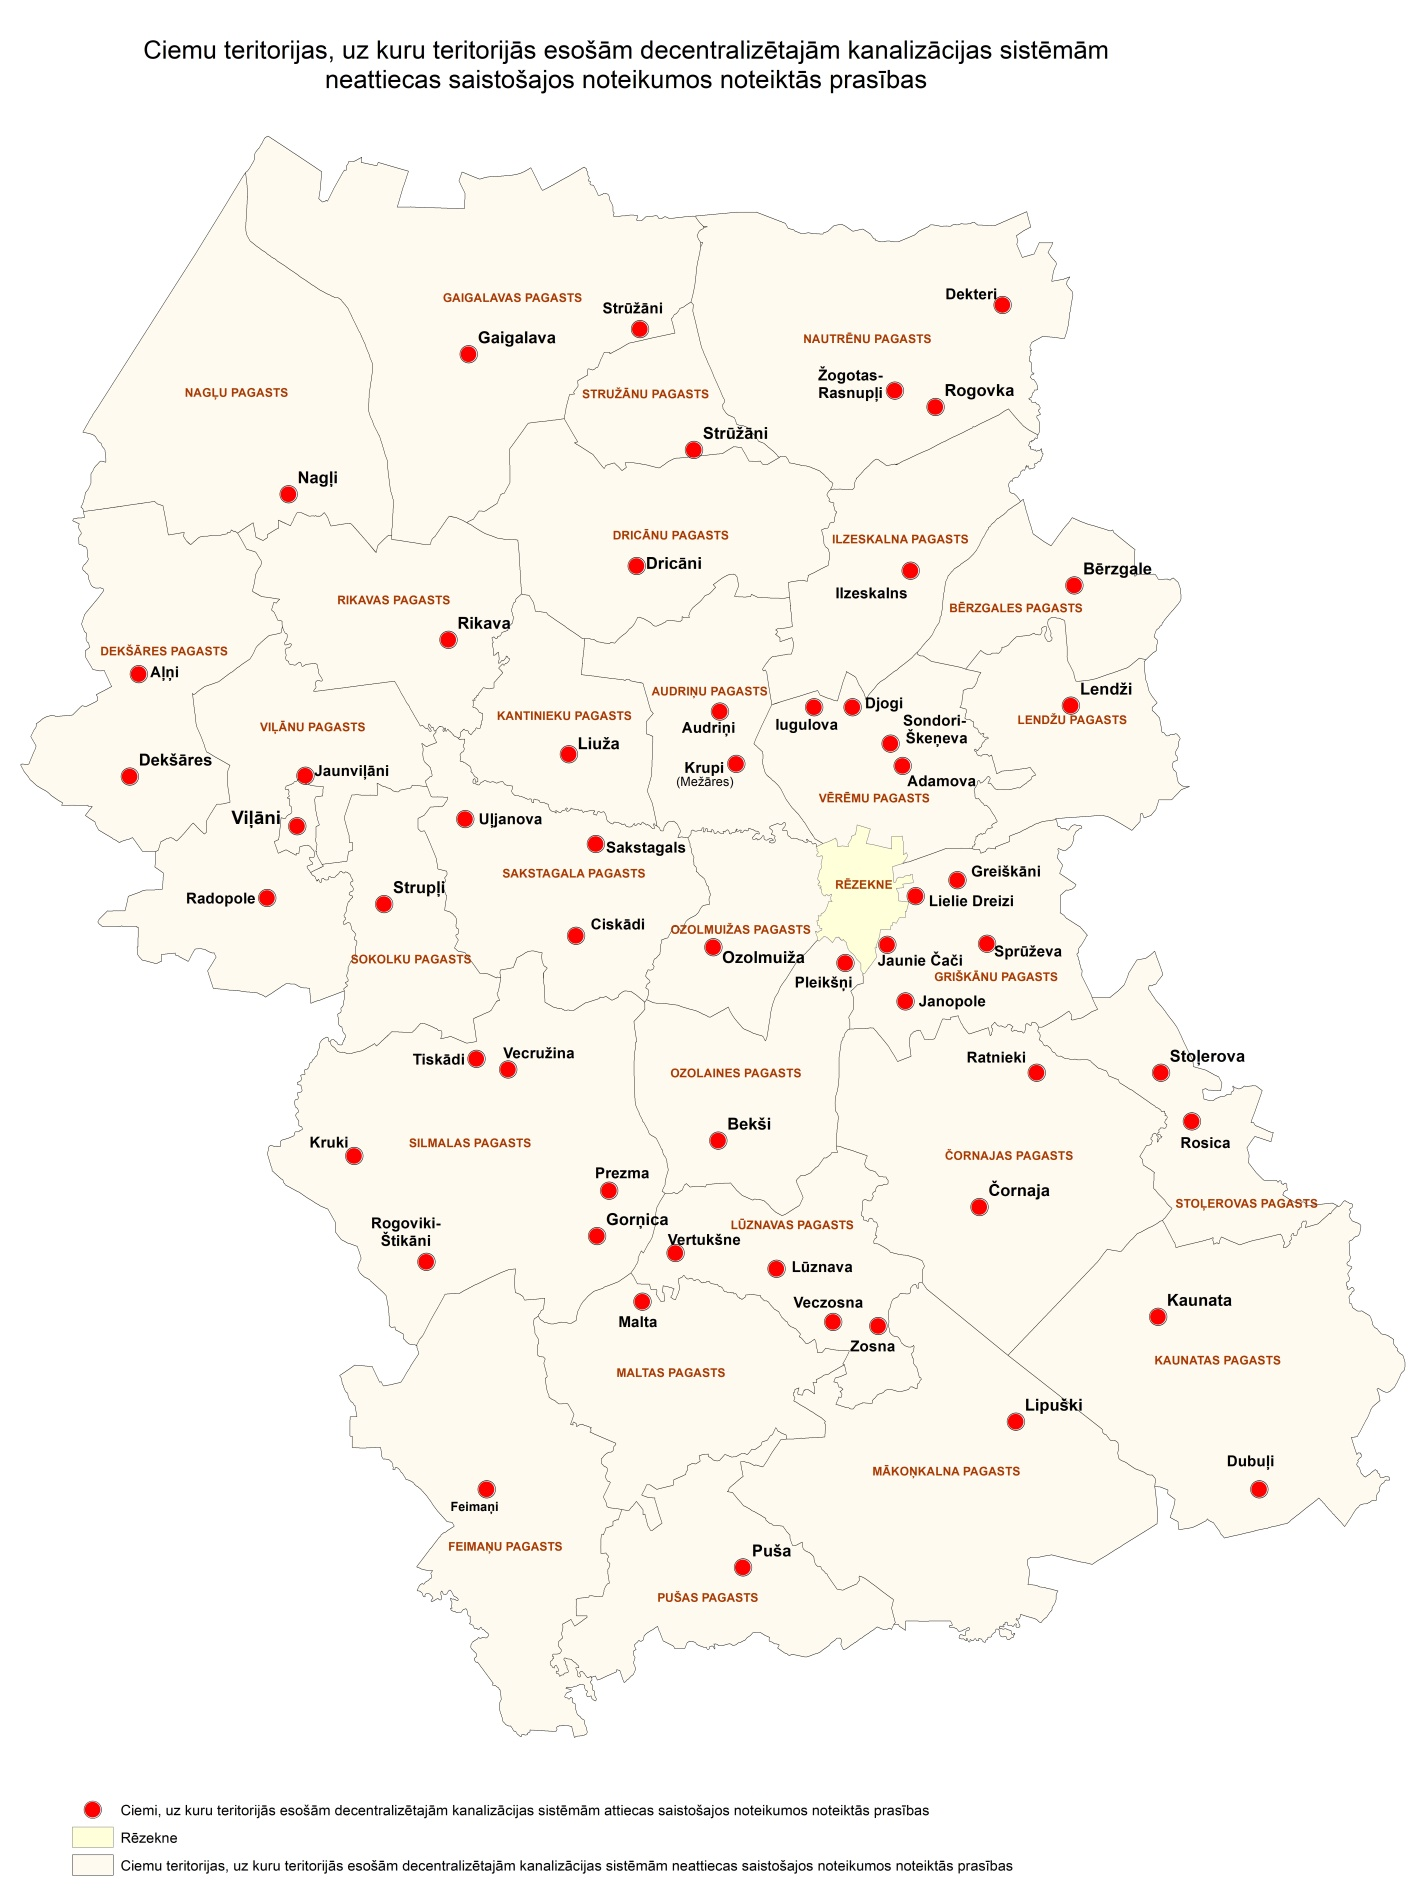 Ciemu teritorijas, uz kuru teritorijās esošām decentralizētajām kanalizācijas sistēmām
neattiecas saistošajos noteikumos noteiktās prasības
GAIGALAVAS PAGASTS
Strūžāni
Gaigalava
Dekteri
NAUTRĒNU PAGASTS
Žogotas-
Rasnupļi
Rogovka
NAGĻU PAGASTS
STRUŽĀNU PAGASTS
Strūžāni
Nagļi
DRICĀNU PAGASTS
Dricāni
ILZESKALNA PAGASTS
Ilzeskalns
Bērzgale
BĒRZGALES PAGASTS
RIKAVAS PAGASTS
Rikava
DEKŠĀRES PAGASTS
Aļņi
Dekšāres
VIĻĀNU PAGASTS
Jaunviļāni
Viļāni
KANTINIEKU PAGASTS
Liuža
AUDRIŅU PAGASTS
Audriņi
Krupi
(Mežāres)
Iugulova
Djogi
Sondori-
Škeņeva
Adamova
VĒRĒMU PAGASTS
Lendži
LENDŽU PAGASTS
Uļjanova
Sakstagals
SAKSTAGALA PAGASTS
Ciskādi
Radopole
Strupļi
SOKOLKU PAGASTS
OZOLMUIŽAS PAGASTS
Ozolmuiža
RĒZEKNE
Greiškāni
Lielie Dreizi
Jaunie Čači
Sprūževa
GRIŠKĀNU PAGASTS
Pleikšņi
Janopole
Tiskādi
Vecružina
Kruki
SILMALAS PAGASTS
Prezma
Gorņica
Rogoviki-
Štikāni
OZOLAINES PAGASTS
Bekši
Ratnieki
Stoļerova
Rosica
ČORNAJAS PAGASTS
Čornaja
STOĻEROVAS PAGASTS
LŪZNAVAS PAGASTS
Vertukšne
Lūznava
Veczosna
Zosna
Malta
MALTAS PAGASTS
Kaunata
KAUNATAS PAGASTS
Lipuški
Dubuļi
MĀKOŅKALNA PAGASTS
Feimaņi
FEIMAŅU PAGASTS
Puša
PUŠAS PAGASTS
Ciemi, uz kuru teritorijās esošām decentralizētajām kanalizācijas sistēmām attiecas saistošajos noteikumos noteiktās prasības
Rēzekne
Ciemu teritorijas, uz kuru teritorijās esošām decentralizētajām kanalizācijas sistēmām neattiecas saistošajos noteikumos noteiktās prasības